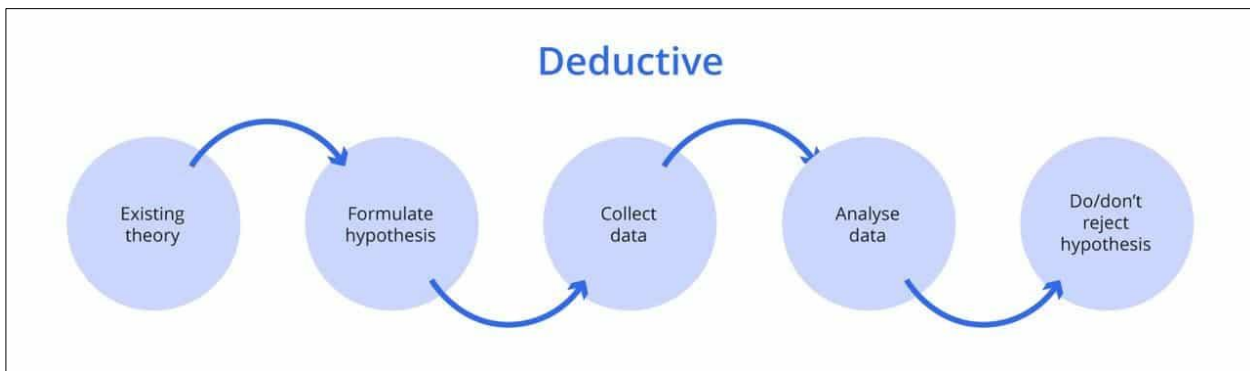 Deductive
Existing
theory
Formulate
hypothesis
Collect
data
Analyse
data
Do/don't
reject
hypothesis